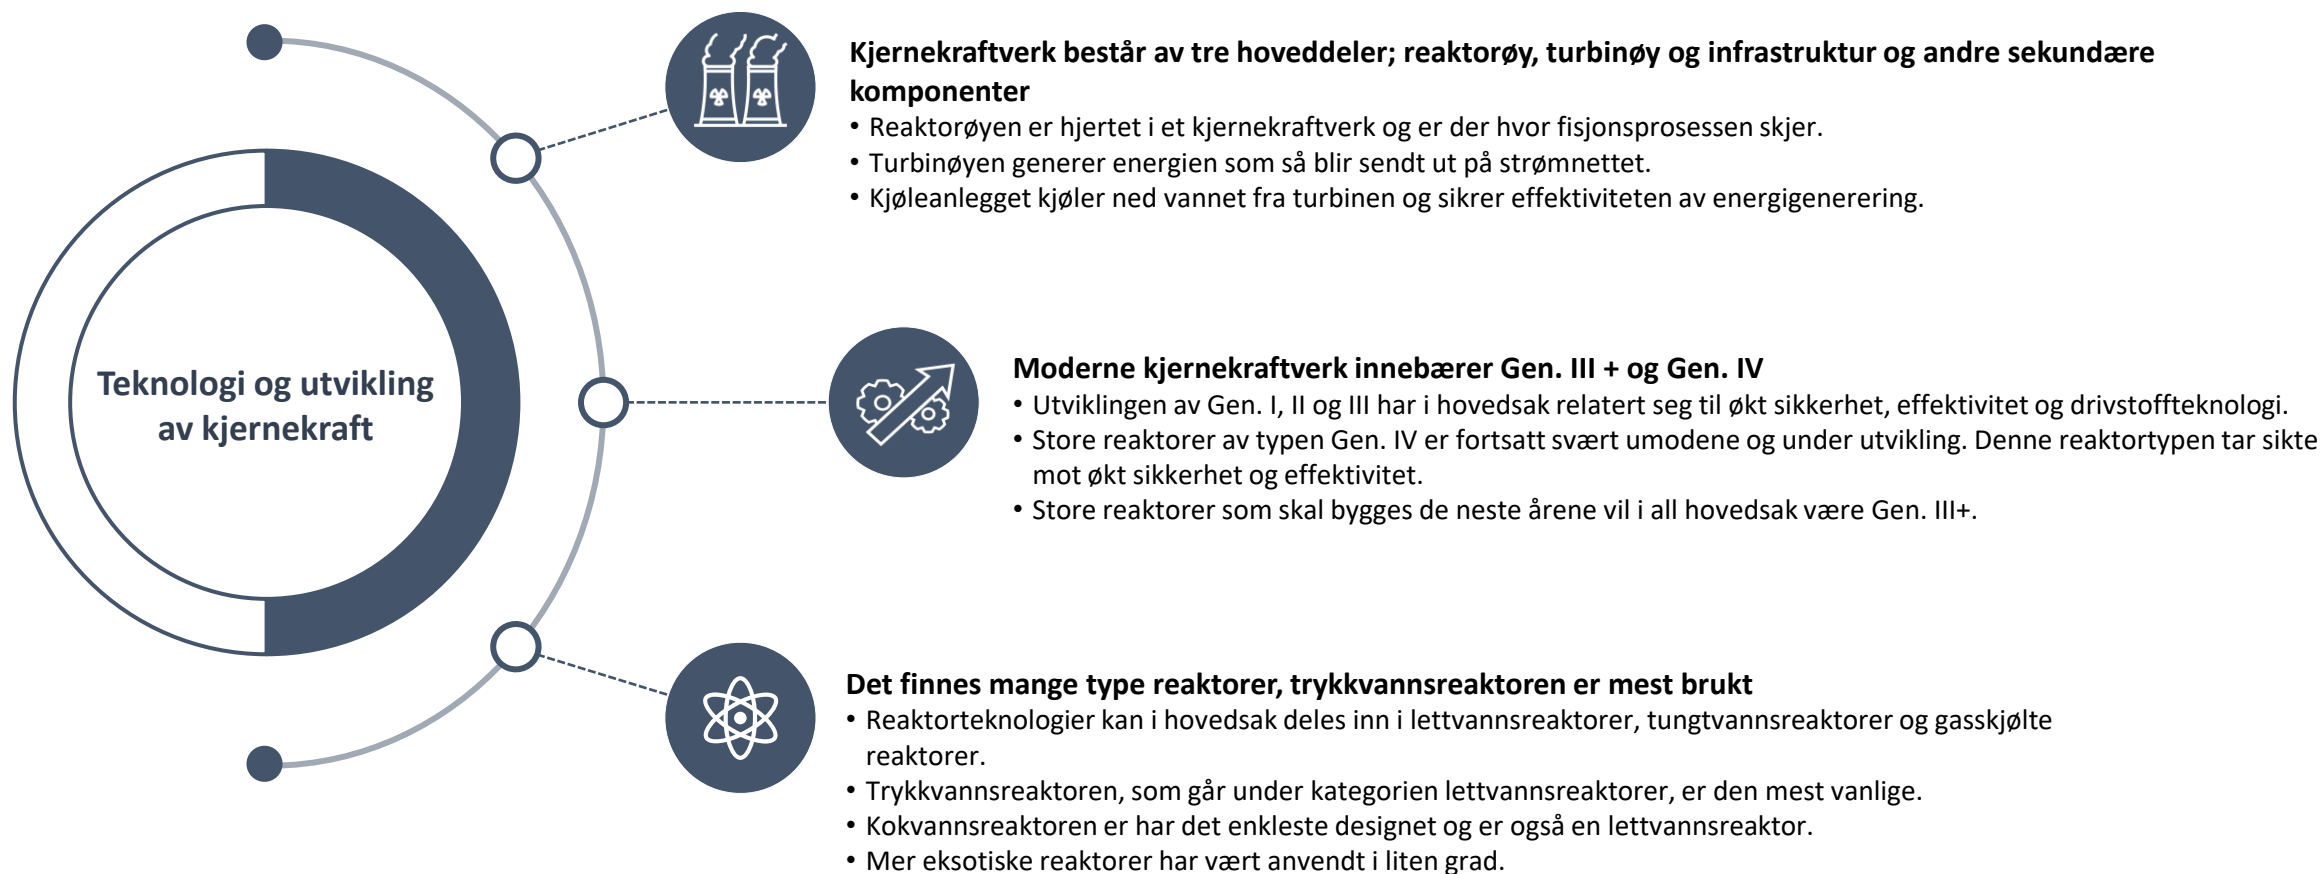 Teknologi og utvikling
av kjernekraft
Kjernekraftverk består av tre hoveddeler; reaktorøy, turbinøy og infrastruktur og andre sekundære
komponenter
• Reaktorøyen er hjertet i et kjernekraftverk og er der hvor fisjonsprosessen skjer.
• Turbinøyen generer energien som så blir sendt ut på strømnettet.
• Kjøleanlegget kjøler ned vannet fra turbinen og sikrer effektiviteten av energigenerering.
Moderne kjernekraftverk innebærer Gen. III + og Gen. IV
• Utviklingen av Gen. I, II og III har i hovedsak relatert seg til økt sikkerhet, effektivitet og drivstoffteknologi.
• Store reaktorer av typen Gen. IV er fortsatt svært umodene og under utvikling. Denne reaktortypen tar sikte
mot økt sikkerhet og effektivitet.
• Store reaktorer som skal bygges de neste årene vil i all hovedsak være Gen. III+.
Det finnes mange type reaktorer, trykkvannsreaktoren er mest brukt
• Reaktorteknologier kan i hovedsak deles inn i lettvannsreaktorer, tungtvannsreaktorer og gasskjølte
reaktorer.
• Trykkvannsreaktoren, som går under kategorien lettvannsreaktorer, er den mest vanlige.
• Kokvannsreaktoren er har det enkleste designet og er også en lettvannsreaktor.
• Mer eksotiske reaktorer har vært anvendt i liten grad.